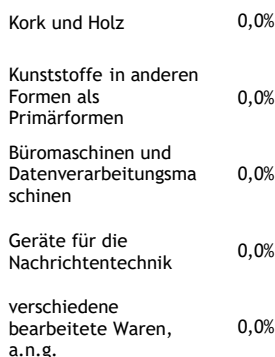 Kork und Holz 0,0%
Kunststoffe in anderen
Formen als 0,0%
Primärformen
Büromaschinen und
Datenverarbeitungsma 0,0%
schinen
Geräte für die
Nachrichtentechnik 0,0%
verschiedene
bearbeitete Waren, 0,0%
a.n.g.